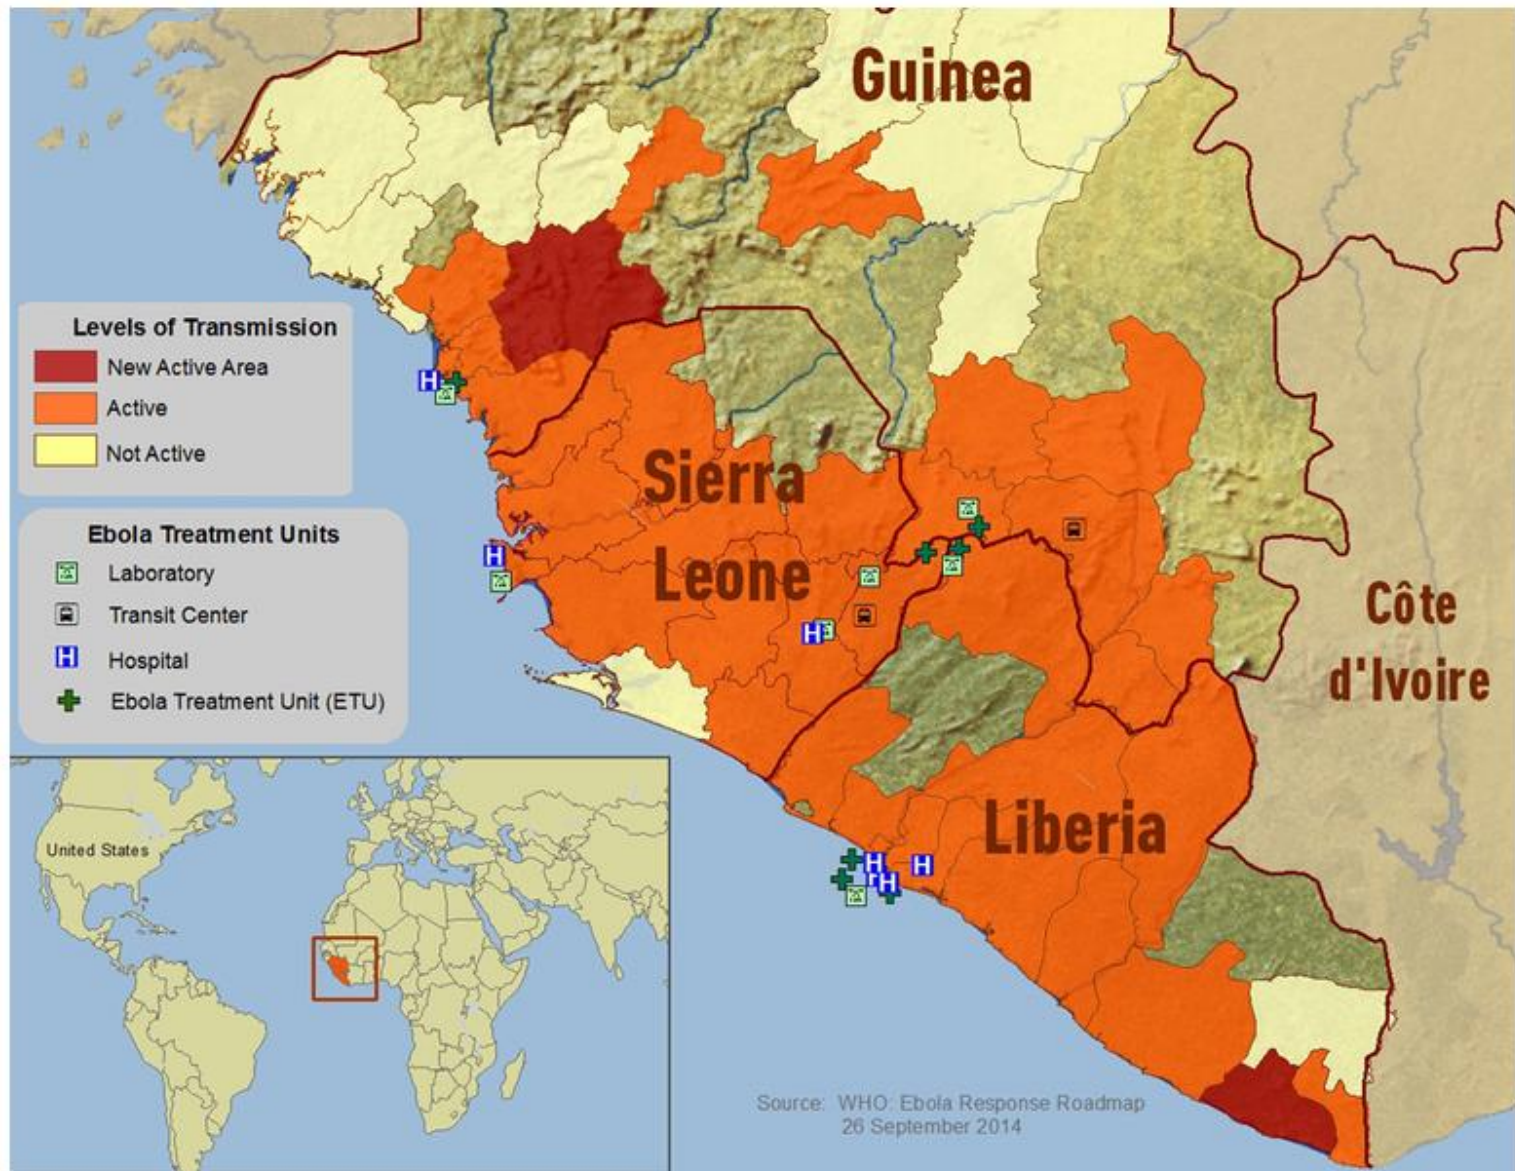 Guinea
Levels of Transmission
New Active Area
Active
Not Active
Sierra
Leone
Ebola Treatment Units
Laboratory
Transit Center
H Hospital
Ebola Treatment Unit (ETU)
H
H
H
Côte
d'Ivoire
Liberia
H
H
H
United States
Source: WHO: Ebola Response Roadmap
26 September 2014